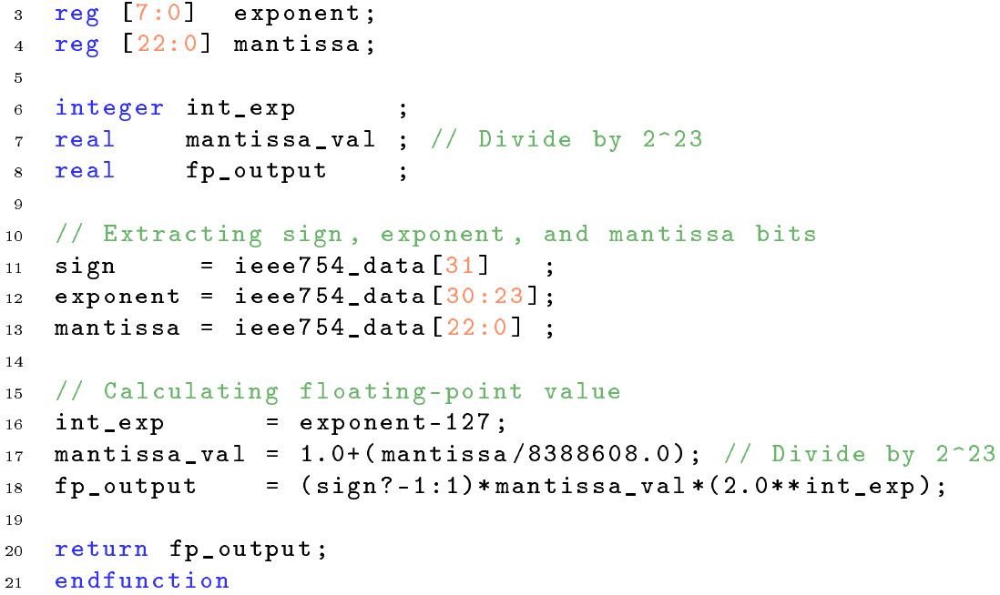 3 reg [7:0] exponent;
4 reg [22:0] mantissa;
5
6 integer int_exp ;
7 real mantissa_val ; // Divide by 2^23
8 real fp_output ;
9
10 // Extracting sign, exponent, and mantissa bits
11 sign = ieee754_data[31] ;
12 exponent = ieee754_data[30:23];
13 mantissa = ieee754_data[22:0] ;
14
15 // Calculating floating-point value
16 int_exp = exponent-127;
17 mantissa_val = 1.0+(mantissa/8388608.0); // Divide by 2^23
18 fp_output = (sign?-1:1)*mantissa_val*(2.0**int_exp);
19
20 return fp_output;
21 endfunction